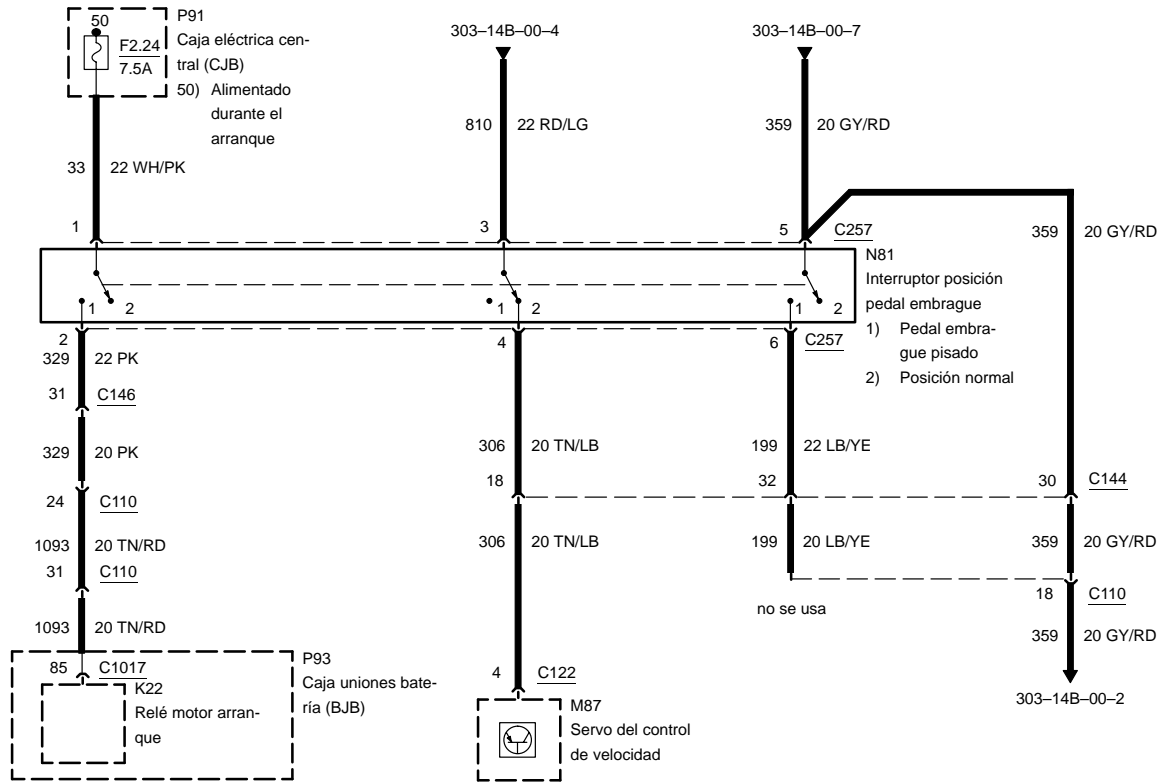 50
P91
F2.24
7.5A
Caja eléctrica cen-
tral (CJB)
50) Alimentado
durante el
arranque
303–14B–00–4
303–14B–00–7
33 22 WH/PK
810 22 RD/LG
359 20 GY/RD
359 20 GY/RD
1
3
5 C257
N81
Interruptor posición
pedal embrague
1) Pedal embra-
gue pisado
2) Posición normal
1 2
1 2
1 2
2
4
6 C257
329 22 PK
31 C146
329 20 PK
24 C110
1093 20 TN/RD
31 C110
1093 20 TN/RD
306 20 TN/LB
18
306 20 TN/LB
199 22 LB/YE
32
199 20 LB/YE
no se usa
30 C144
359 20 GY/RD
18 C110
359 20 GY/RD
303–14B–00–2
85 C1017
K22
Relé motor arran-
que
P93
Caja uniones bate-
ría (BJB)
4 C122
M87
Servo del control
de velocidad